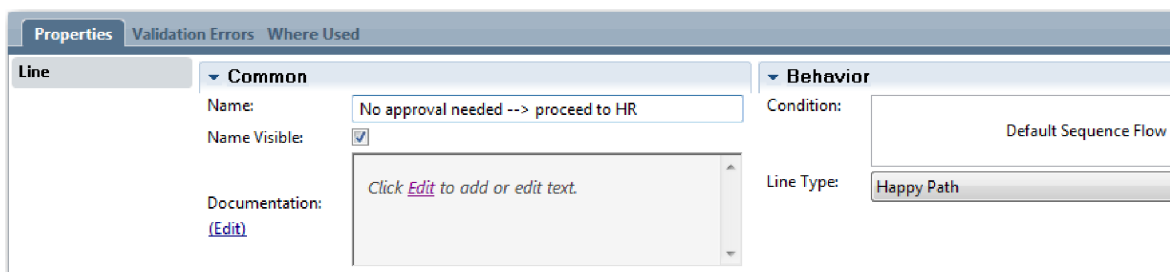 Properties Validation Errors Where Used
Line
Common
Name: No approval needed --> proceed to HR
Name Visible:
Click Edit to add or edit text.
Documentation:
(Edit)
Behavior
Condition: Default Sequence Flow
Line Type: Happy Path